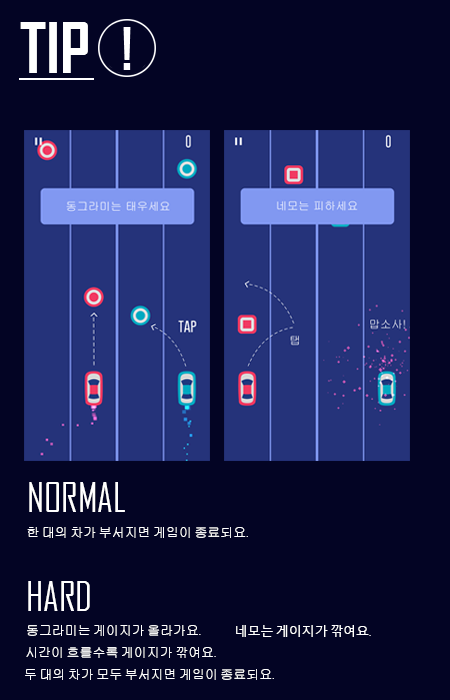 TIP !
0
동그라미는 태우세요
TAP
0
네모는 피하세요
맙소사!
탭
NORMAL
한 대의 차가 부서지면 게임이 종료되요.
HARD
동그라미는 게이지가 올라가요. 네모는 게이지가 깎여요.
시간이 흐를수록 게이지가 깎여요.
두 대의 차가 모두 부서지면 게임이 종료되요.